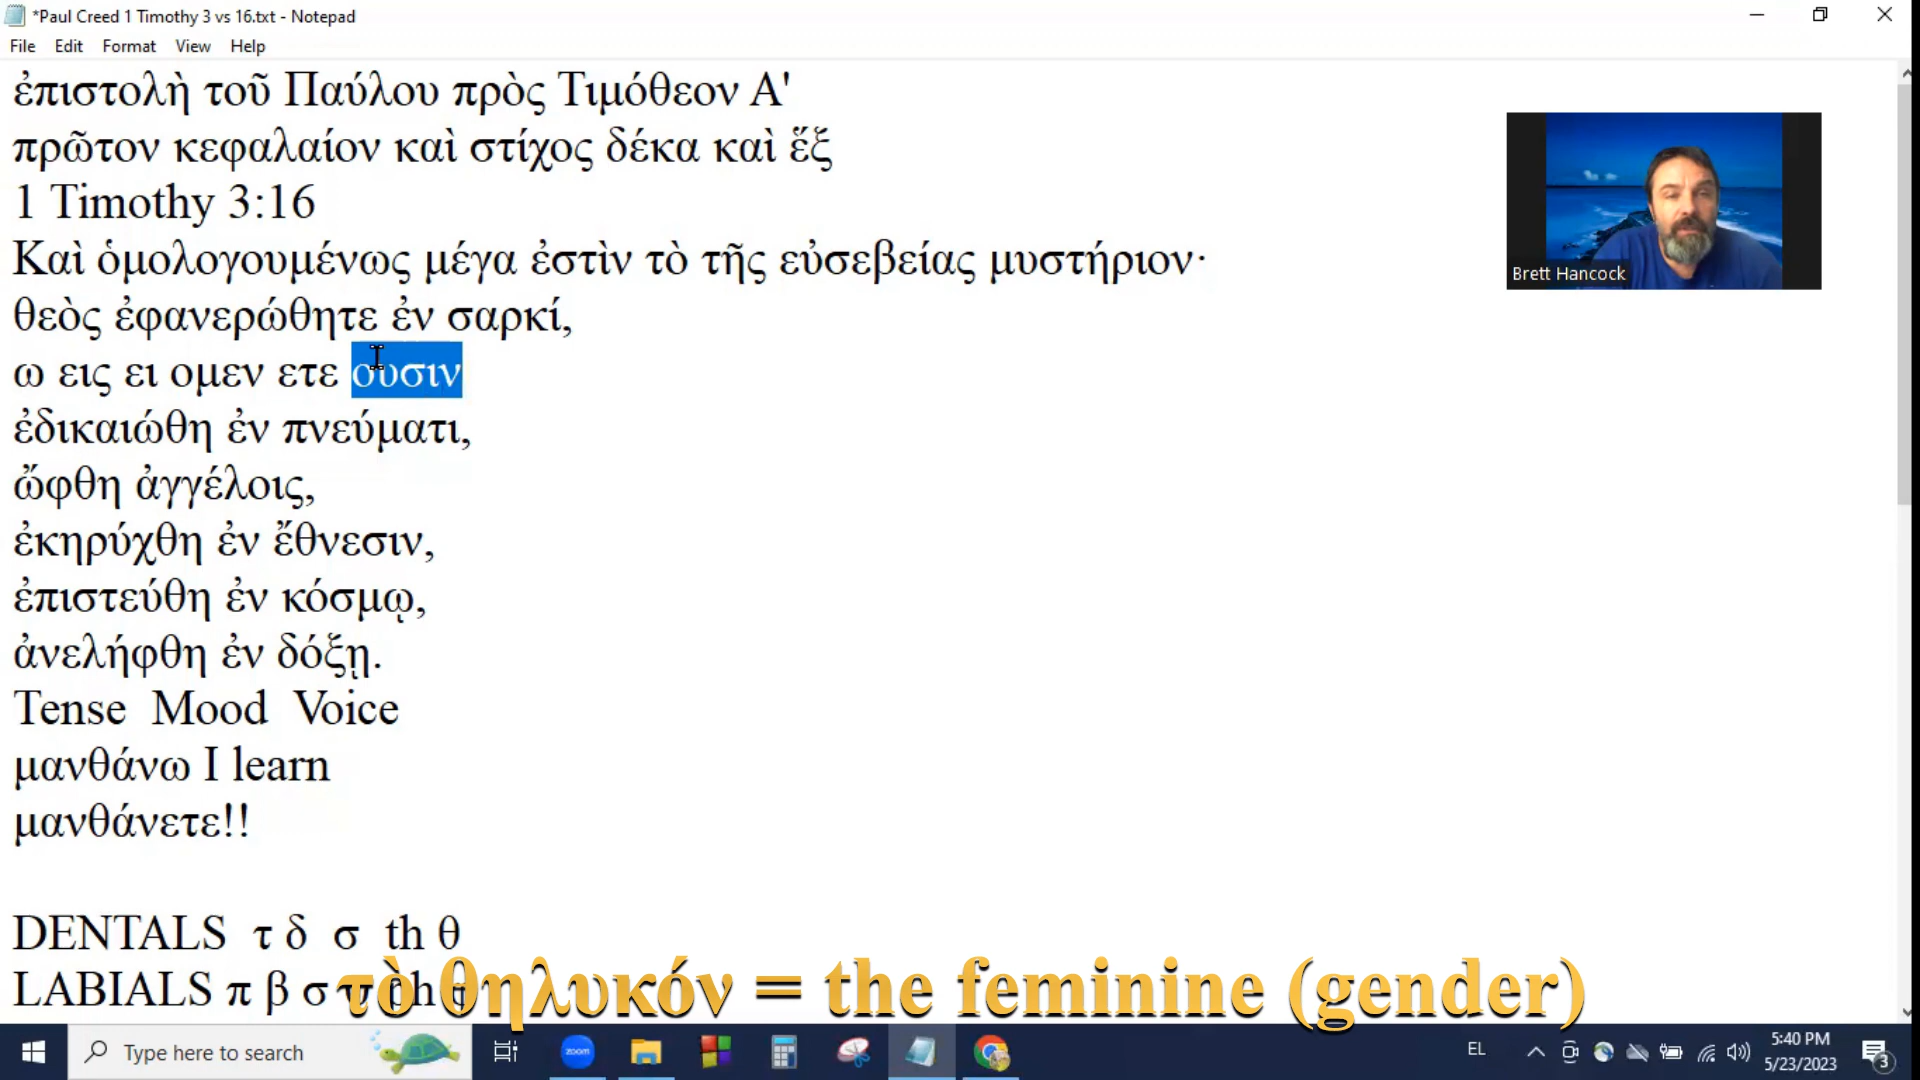 *Paul Creed 1 Timothy 3 vs 16.txt - Notepad
File Edit Format View Help
ἐπιστολὴ τοῦ Παύλου πρὸς Τιμόθεον Α'
πρῶτον κεφαλαίον καὶ στίχος δέκα καὶ ἕξ
1 Timothy 3:16
Καὶ ὁμολογουμένως μέγα ἐστὶν τὸ τῆς εὐσεβείας μυστήριον·
θεὸς ἐφανερώθητε ἐν σαρκί,
ω εις ει ομεν ετε ουσιν
ἐδικαιώθη ἐν πνεύματι,
ὤφθη ἀγγέλοις,
ἐκηρύχθη ἐν ἔθνεσιν,
ἐπιστεύθη ἐν κόσμῳ,
ἀνελήφθη ἐν δόξῃ.
Tense Mood Voice
μανθάνω I learn
μανθάνετε!!
Brett Hancock
DENTALS τ δ σ th θ
LABIALS π β σ
τὸ θηλυκόν = the feminine (gender)
Type here to search
zoom
EL
5:40 PM
5/23/2023
3